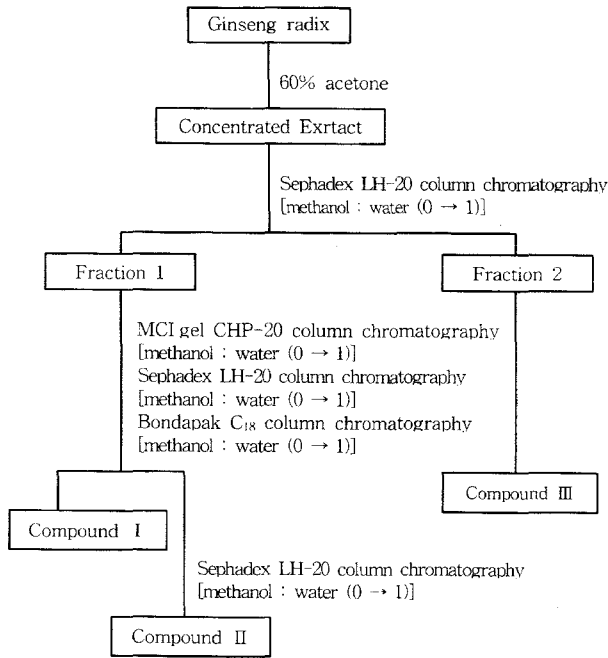 Ginseng radix
60% acetone
Concentrated Exrtact
Sephadex LH-20 column chromatography
[methanol : water (0 → 1)]
Fraction 1
Fraction 2
MCI gel CHP-20 column chromatography
[methanol : water (0 → 1)]
Sephadex LH-20 column chromatography
[methanol : water (0 → 1)]
Bondapak C₁₈ column chromatography
[methanol : water (0 → 1)]
Compound Ⅲ
Compound Ⅰ
Sephadex LH-20 column chromatography
[methanol : water (0 → 1)]
Compound Ⅱ